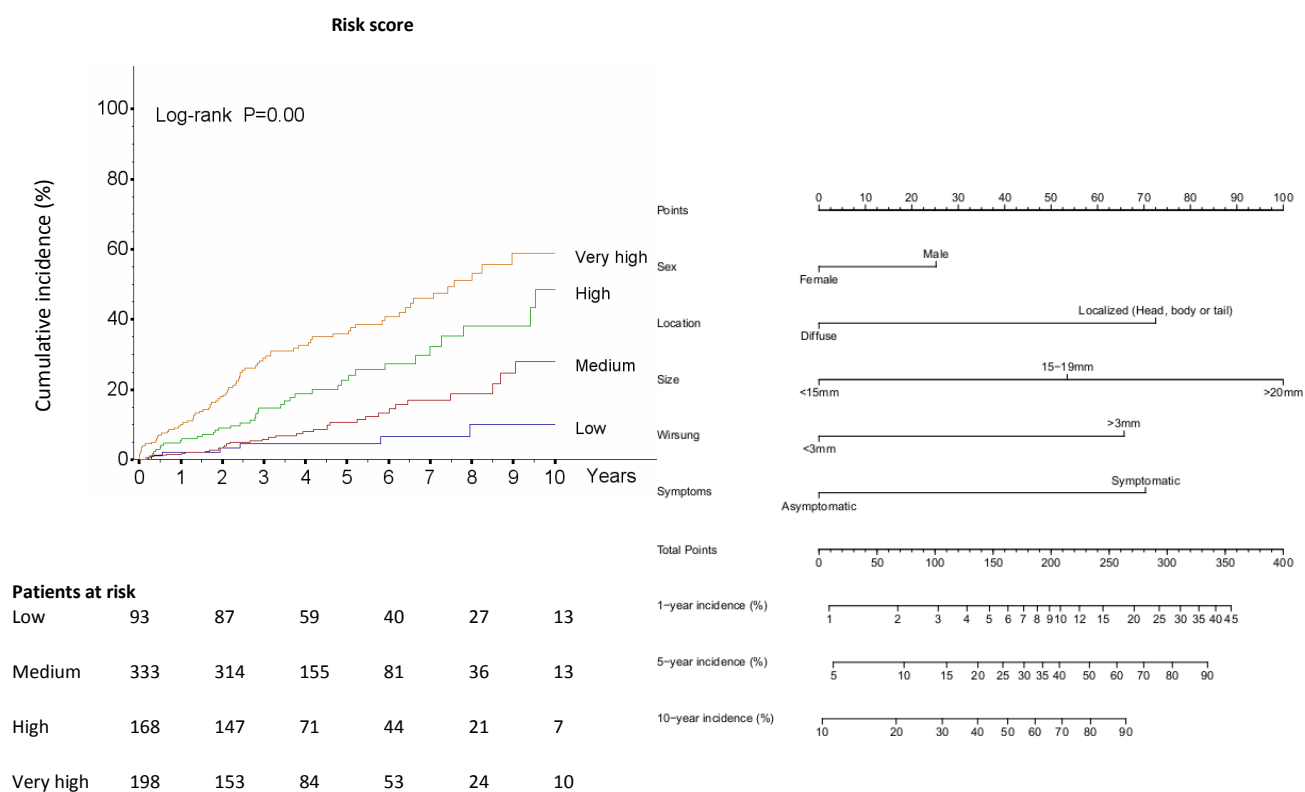 Risk score
Cumulative incidence (%)
100
80
60
40
20
0
Log-rank P=0.00
Very high
High
Medium
Low
0 1 2 3 4 5 6 7 8 9 10 Years
Patients at risk
Low 93 87 59 40 27 13
Medium 333 314 155 81 36 13
High 168 147 71 44 21 7
Very high 198 153 84 53 24 10
Points
0 10 20 30 40 50 60 70 80 90 100
Sex
Male
Female
Location
Localized (Head, body or tail)
Diffuse
Size
15−19mm
<15mm >20mm
Wirsung
>3mm
<3mm
Symptoms
Symptomatic
Asymptomatic
Total Points
0 50 100 150 200 250 300 350 400
1−year incidence (%)
1 2 3 4 5 6 7 8 9 10 12 15 20 25 30 35 40 45
5−year incidence (%)
5 10 15 20 25 30 35 40 50 60 70 80 90
10−year incidence (%)
10 20 30 40 50 60 70 80 90